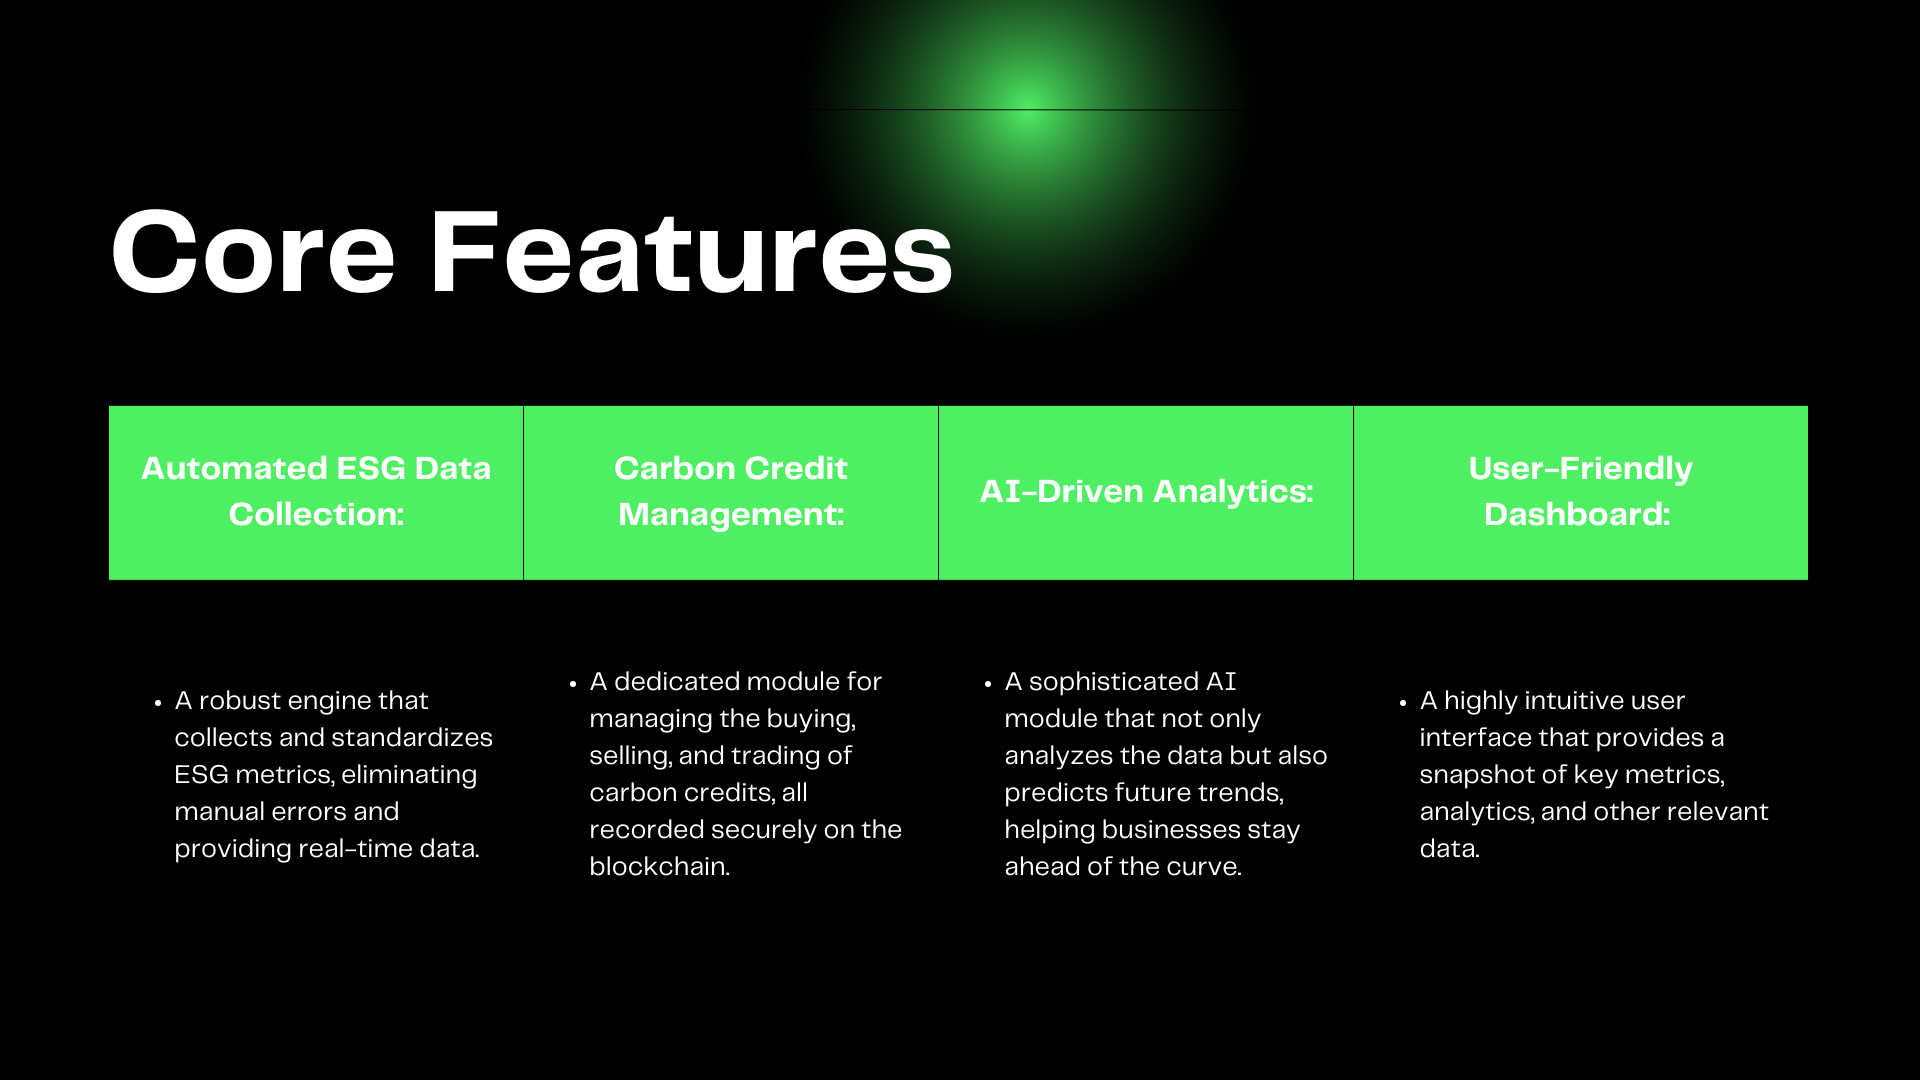 Core Features
Automated ESG Data
Collection:
Carbon Credit
Management:
AI-Driven Analytics:
User-Friendly
Dashboard:
• A robust engine that
collects and standardizes
ESG metrics, eliminating
manual errors and
providing real-time data.
• A dedicated module for
managing the buying,
selling, and trading of
carbon credits, all
recorded securely on the
blockchain.
• A sophisticated AI
module that not only
analyzes the data but also
predicts future trends,
helping businesses stay
ahead of the curve.
• A highly intuitive user
interface that provides a
snapshot of key metrics,
analytics, and other relevant
data.